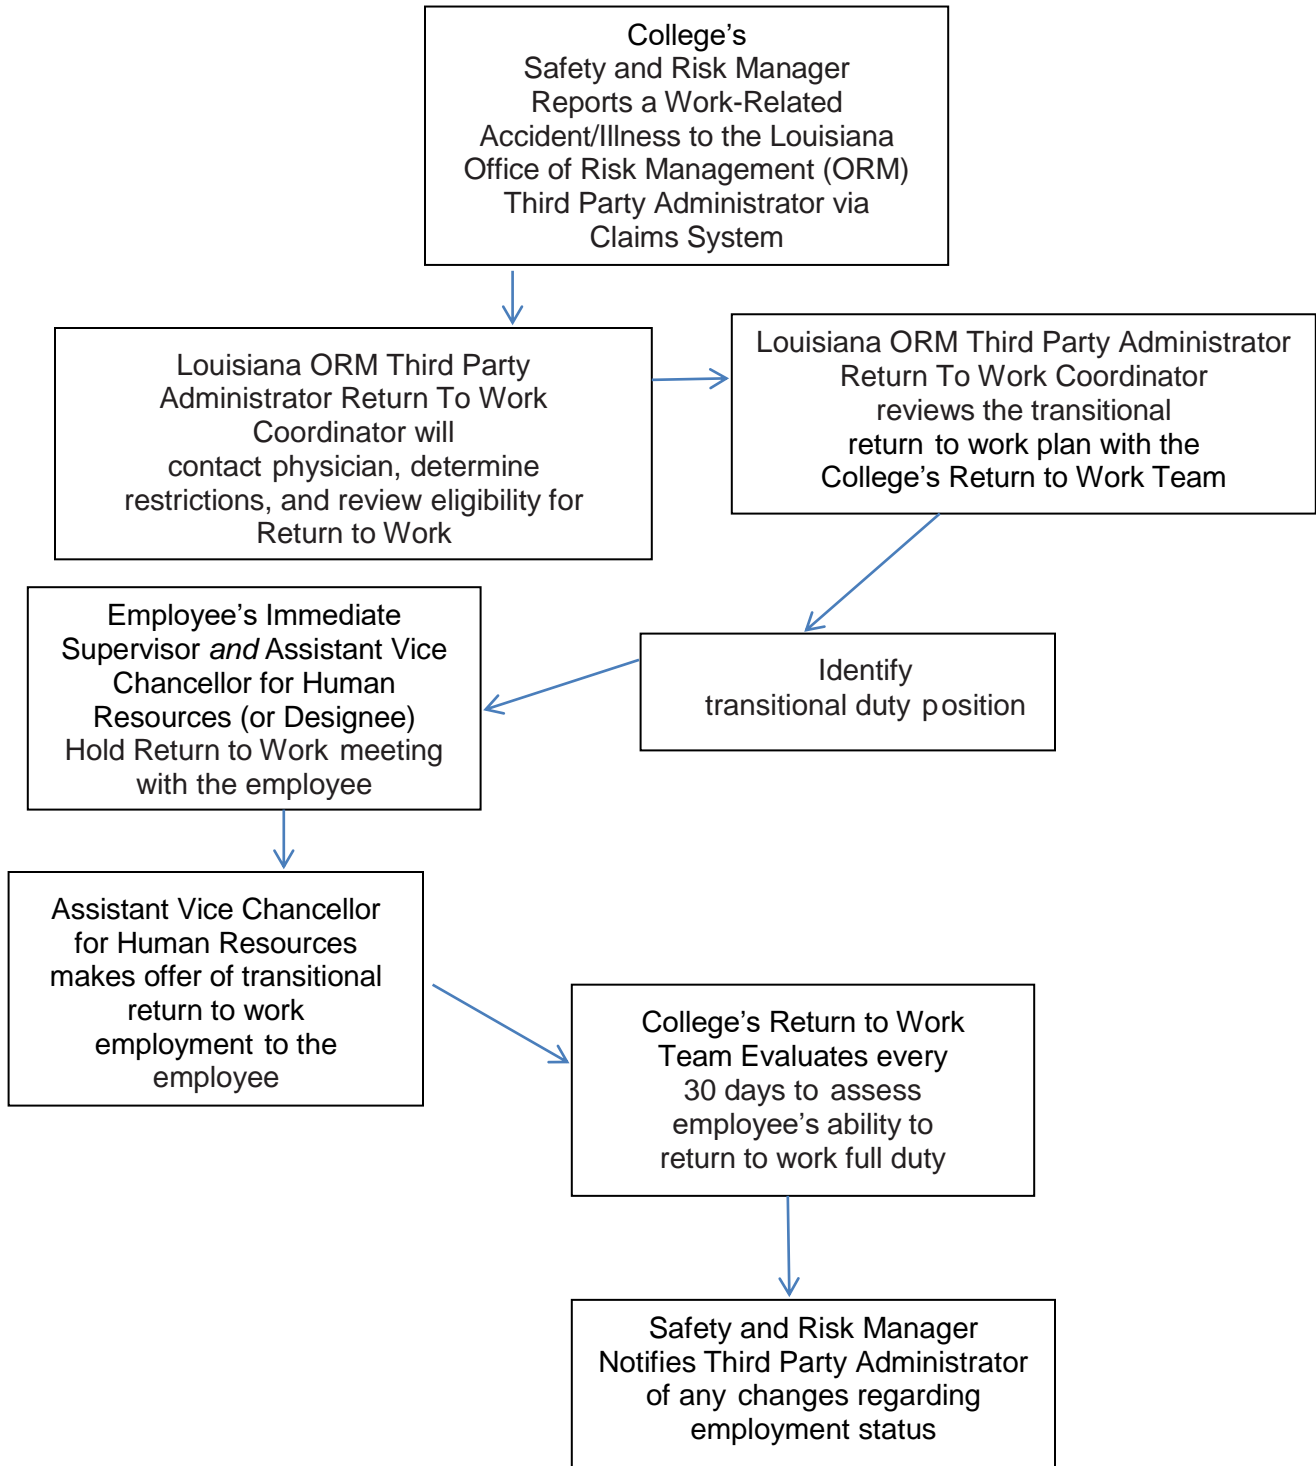 College’s
Safety and Risk Manager
Reports a Work-Related
Accident/Illness to the Louisiana
Office of Risk Management (ORM)
Third Party Administrator via
Claims System
Louisiana ORM Third Party
Administrator Return To Work
Coordinator will
contact physician, determine
restrictions, and review eligibility for
Return to Work
Louisiana ORM Third Party Administrator
Return To Work Coordinator
reviews the transitional
return to work plan with the
College’s Return to Work Team
Identify
transitional duty position
Employee’s Immediate
Supervisor and Assistant Vice
Chancellor for Human
Resources (or Designee)
Hold Return to Work meeting
with the employee
Assistant Vice Chancellor
for Human Resources
makes offer of transitional
return to work
employment to the
employee
College’s Return to Work
Team Evaluates every
30 days to assess
employee’s ability to
return to work full duty
Safety and Risk Manager
Notifies Third Party Administrator
of any changes regarding
employment status